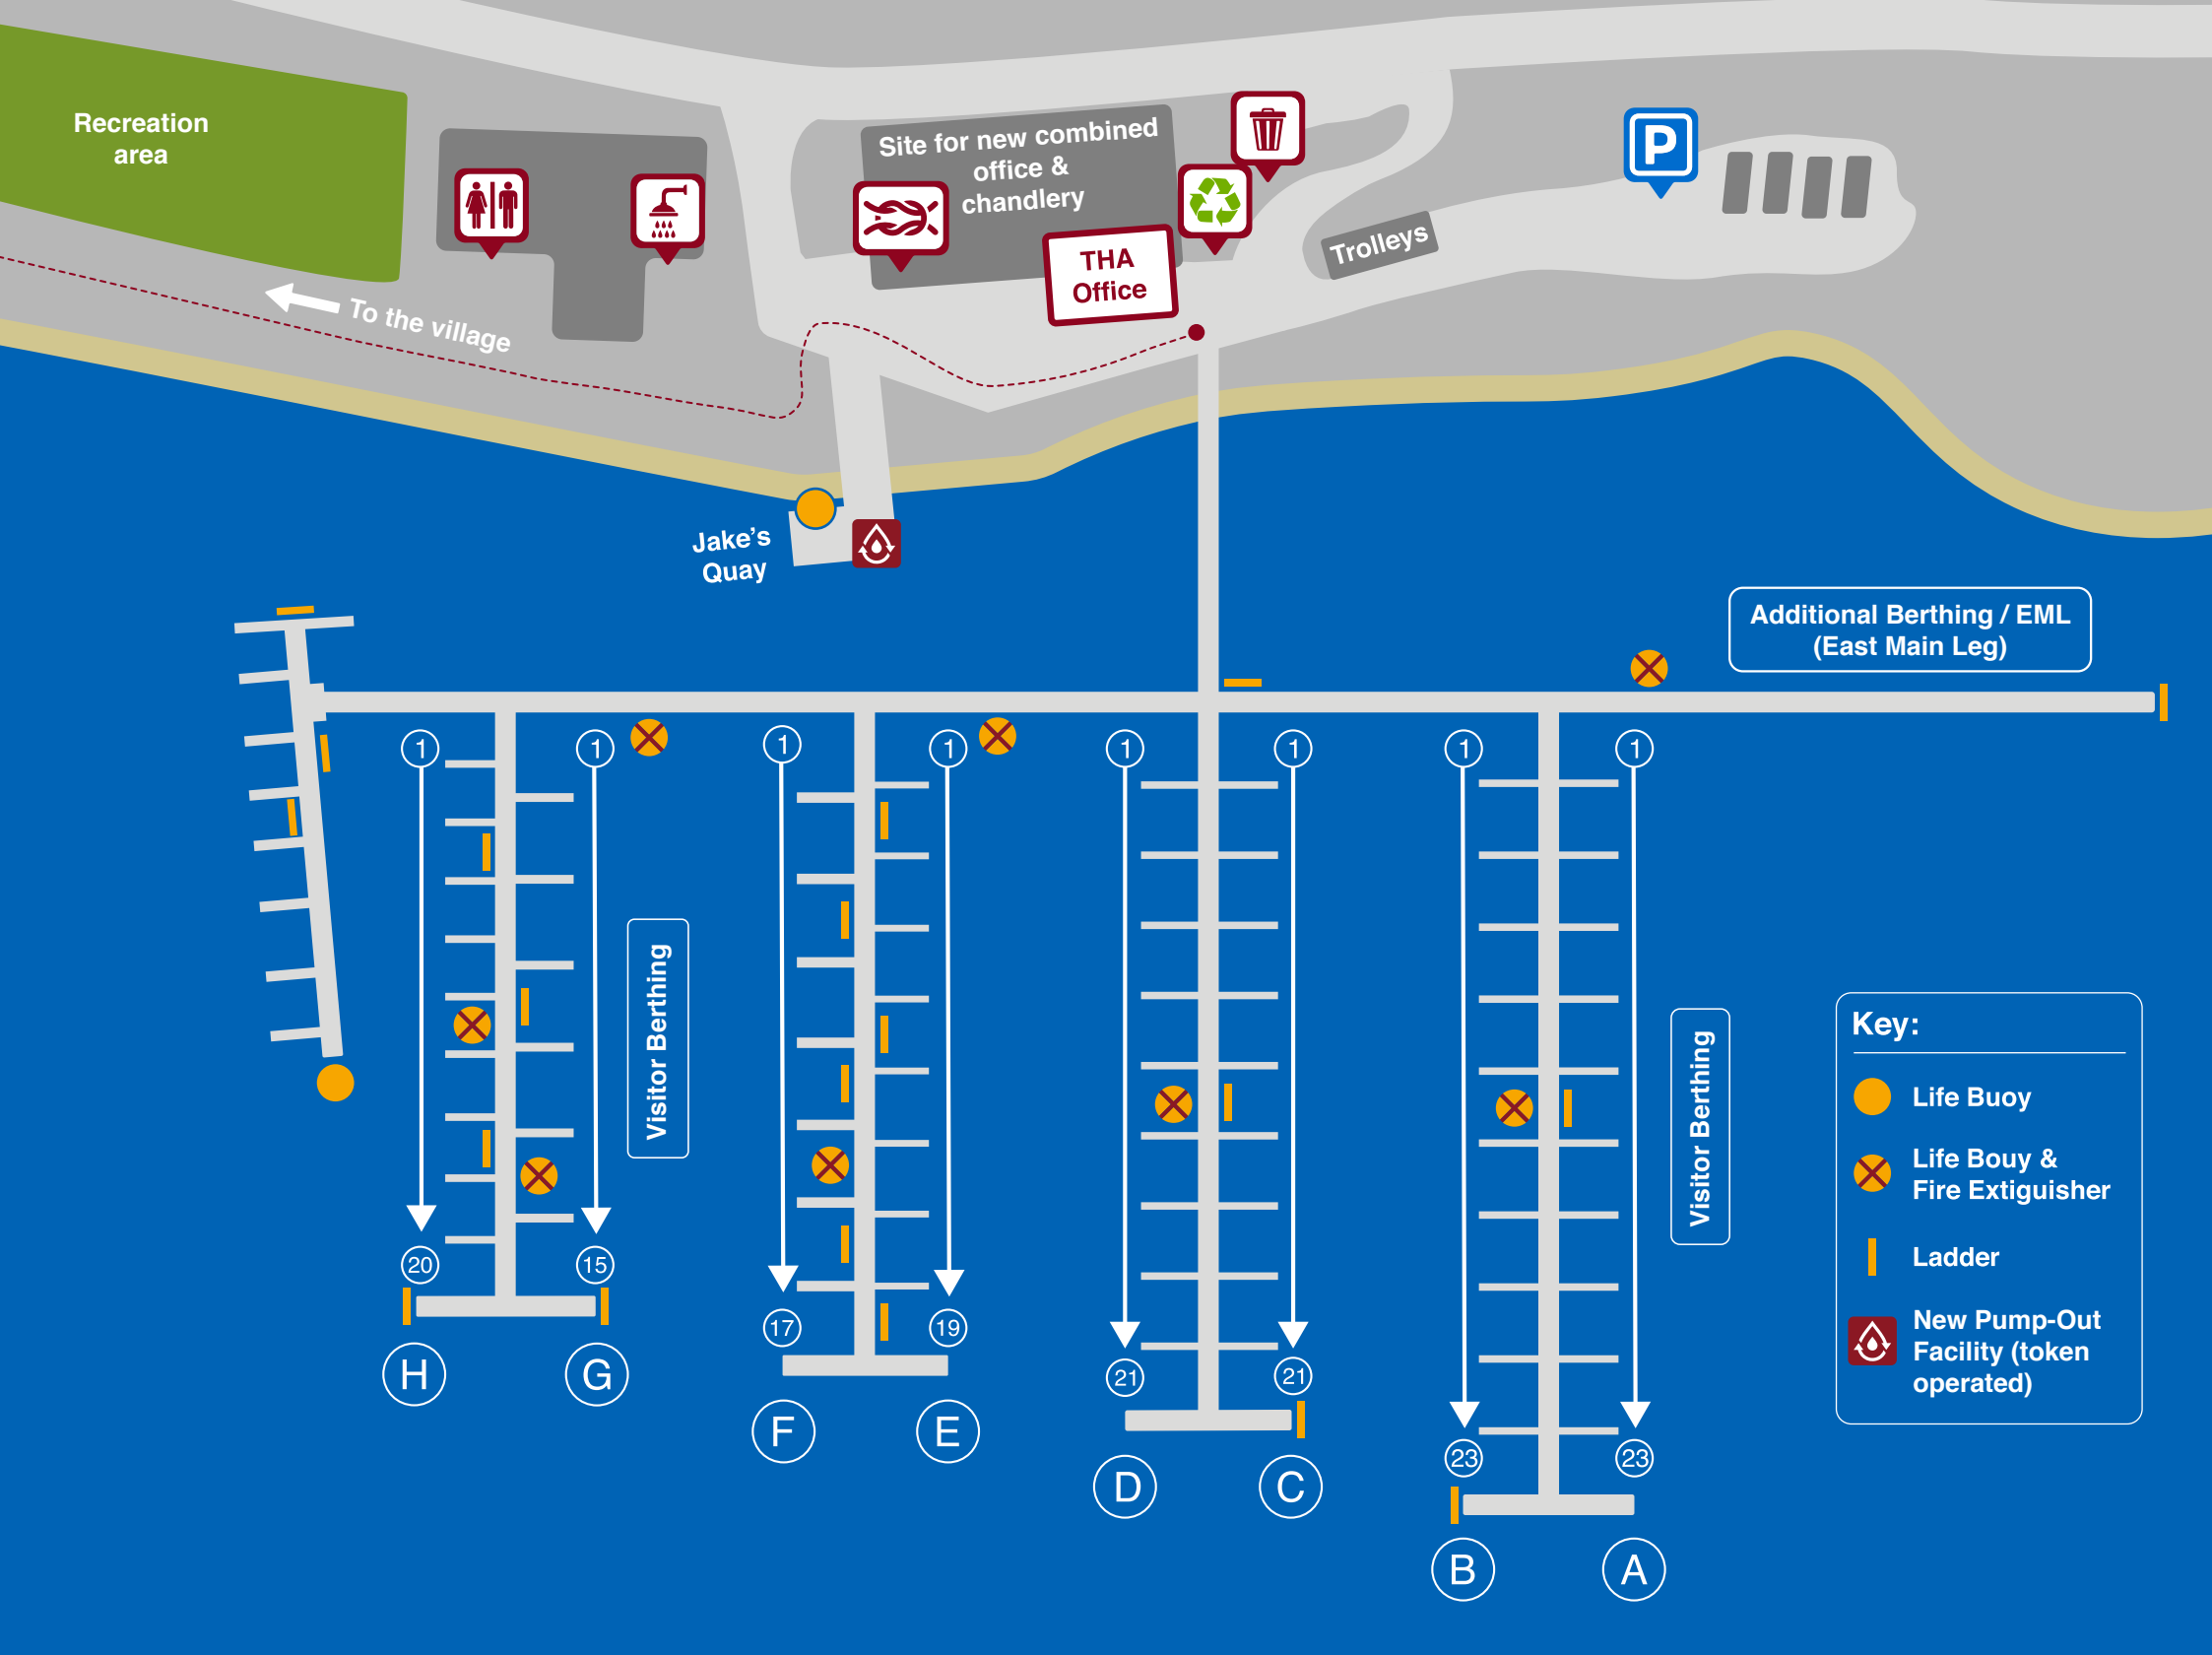 Recreation
area
Site for new combined
office &
chandlery
P
THA
Office
Trolleys
To the village
Jake's
Quay
Additional Berthing / EML
(East Main Leg)
1
1
1
1
1
1
1
1
Visitor Berthing
Visitor Berthing
20
15
17
19
21
21
23
23
H
G
F
E
D
C
B
A
Key:
Life Buoy
Life Bouy &
Fire Extiguisher
Ladder
New Pump-Out
Facility (token
operated)